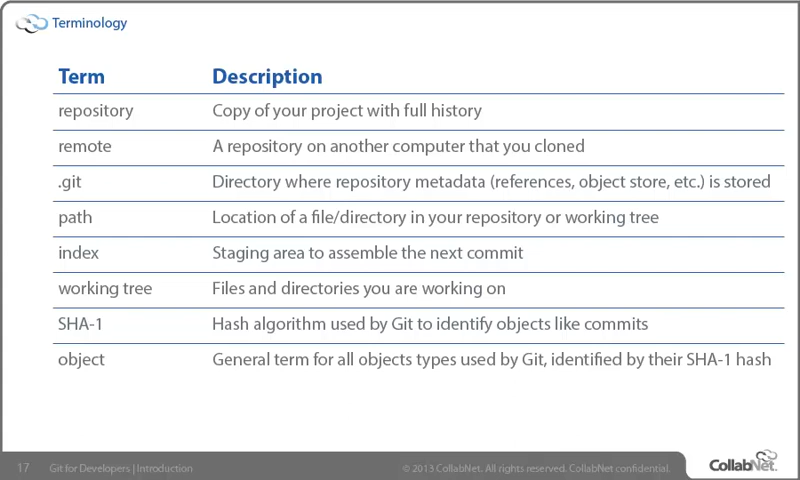 Terminology
Term Description
repository Copy of your project with full history
remote A repository on another computer that you cloned
.git Directory where repository metadata (references, object store, etc.) is stored
path Location of a file/directory in your repository or working tree
index Staging area to assemble the next commit
working tree Files and directories you are working on
SHA-1 Hash algorithm used by Git to identify objects like commits
object General term for all objects types used by Git, identified by their SHA-1 hash
17 Git for Developers | Introduction © 2013 CollabNet. All rights reserved. CollabNet confidential. CollabNet.